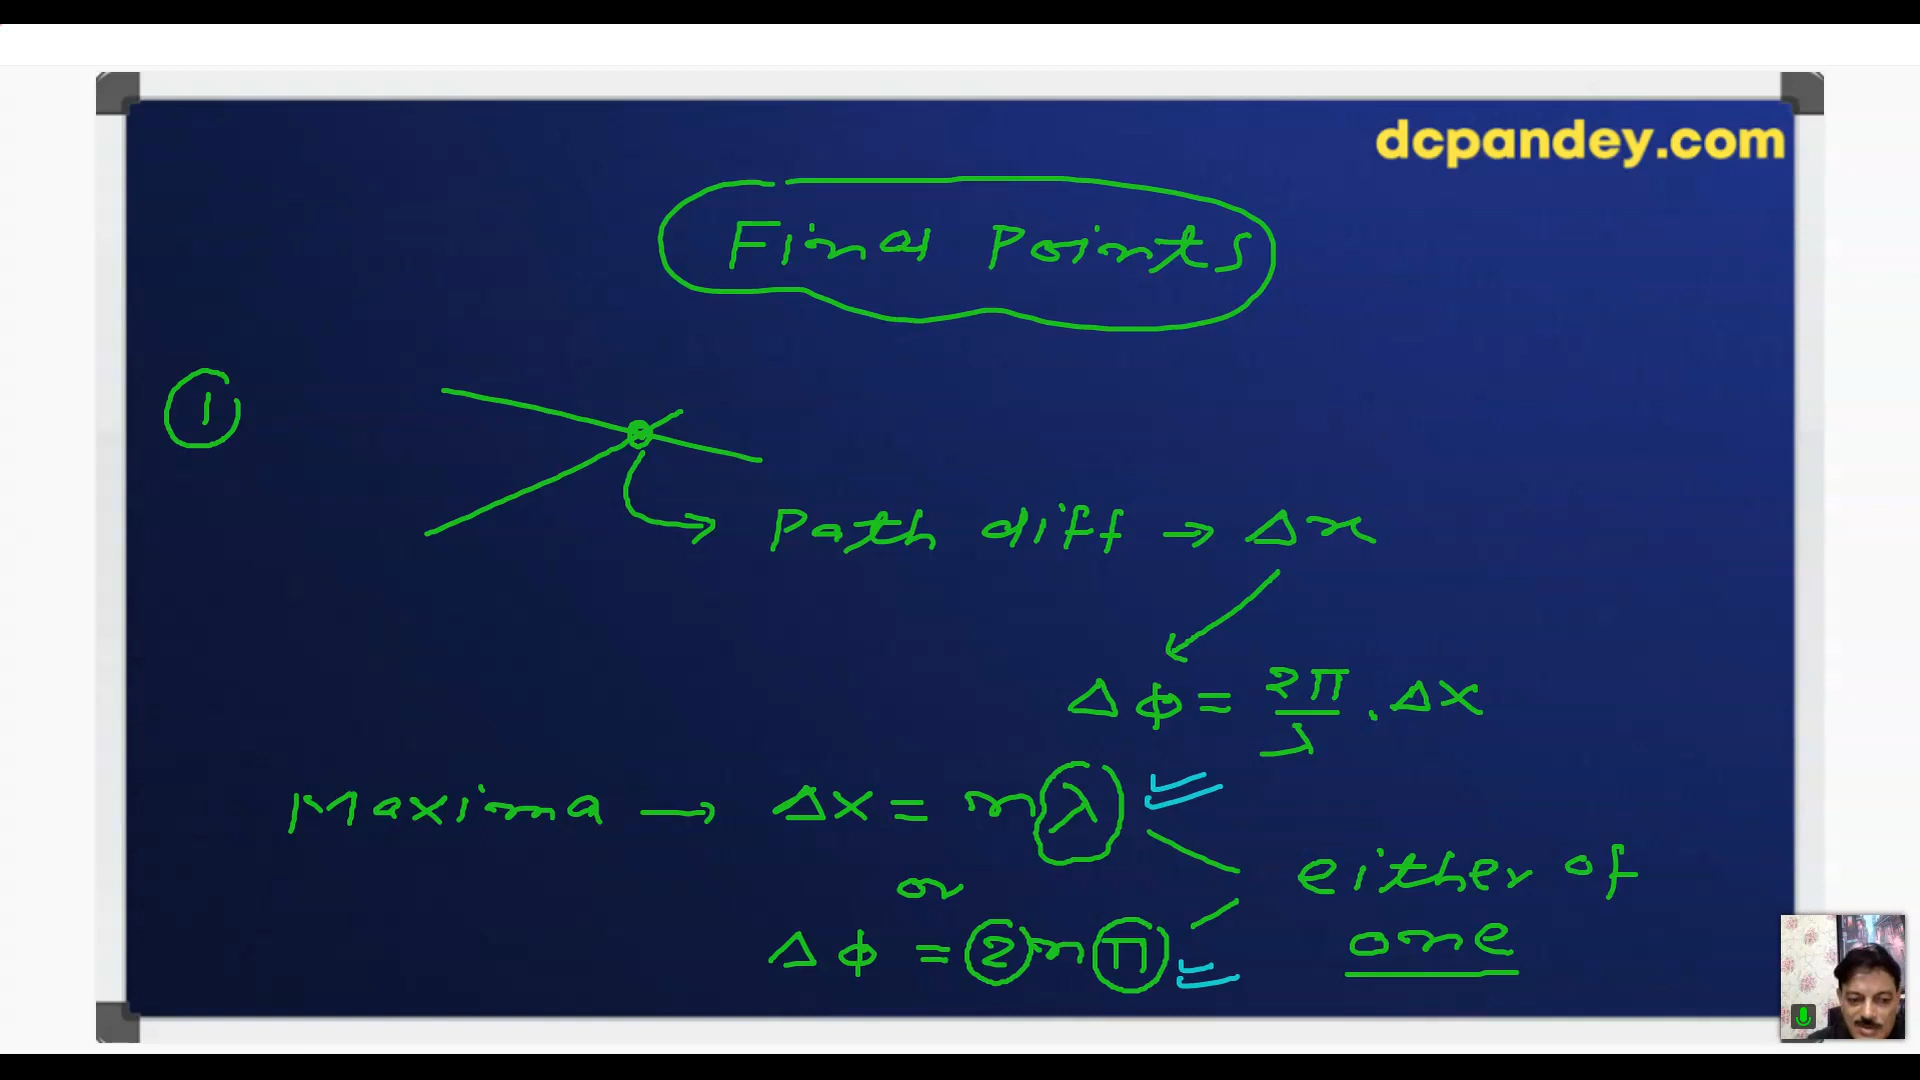 dcpandey.com
Final Points
1
Path diff → Δx
Δϕ = 2π/λ . Δx
Maxima → Δx = nλ
or
either of
Δϕ = 2nπ
one